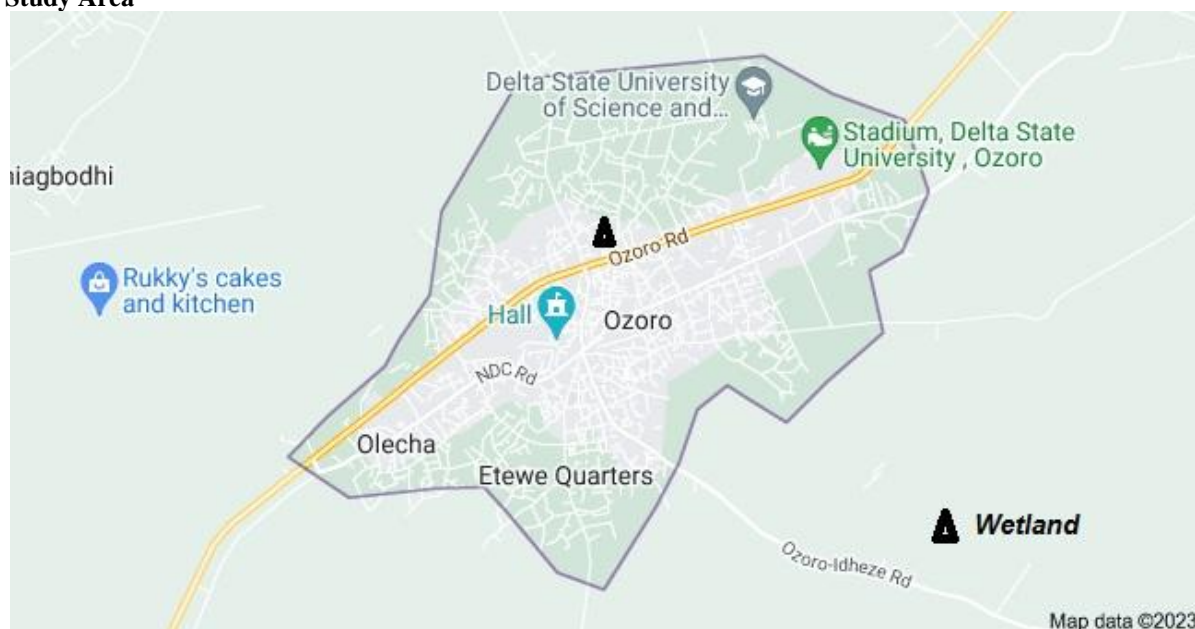 Study Area
Delta State University
of Science and...
Stadium, Delta State
University , Ozoro
niagbodhi
Ozoro Rd
Rukky's cakes
and kitchen
Hall
Ozoro
NDC Rd
Olecha
Etewe Quarters
Wetland
Ozoro-Idheze Rd
Map data ©2023